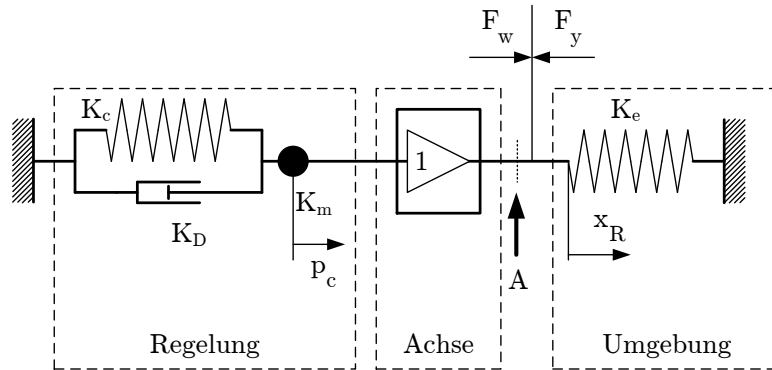 F_w F_y
K_c
K_e
1
K_m
K_D
x_R
p_c
A
Regelung
Achse
Umgebung